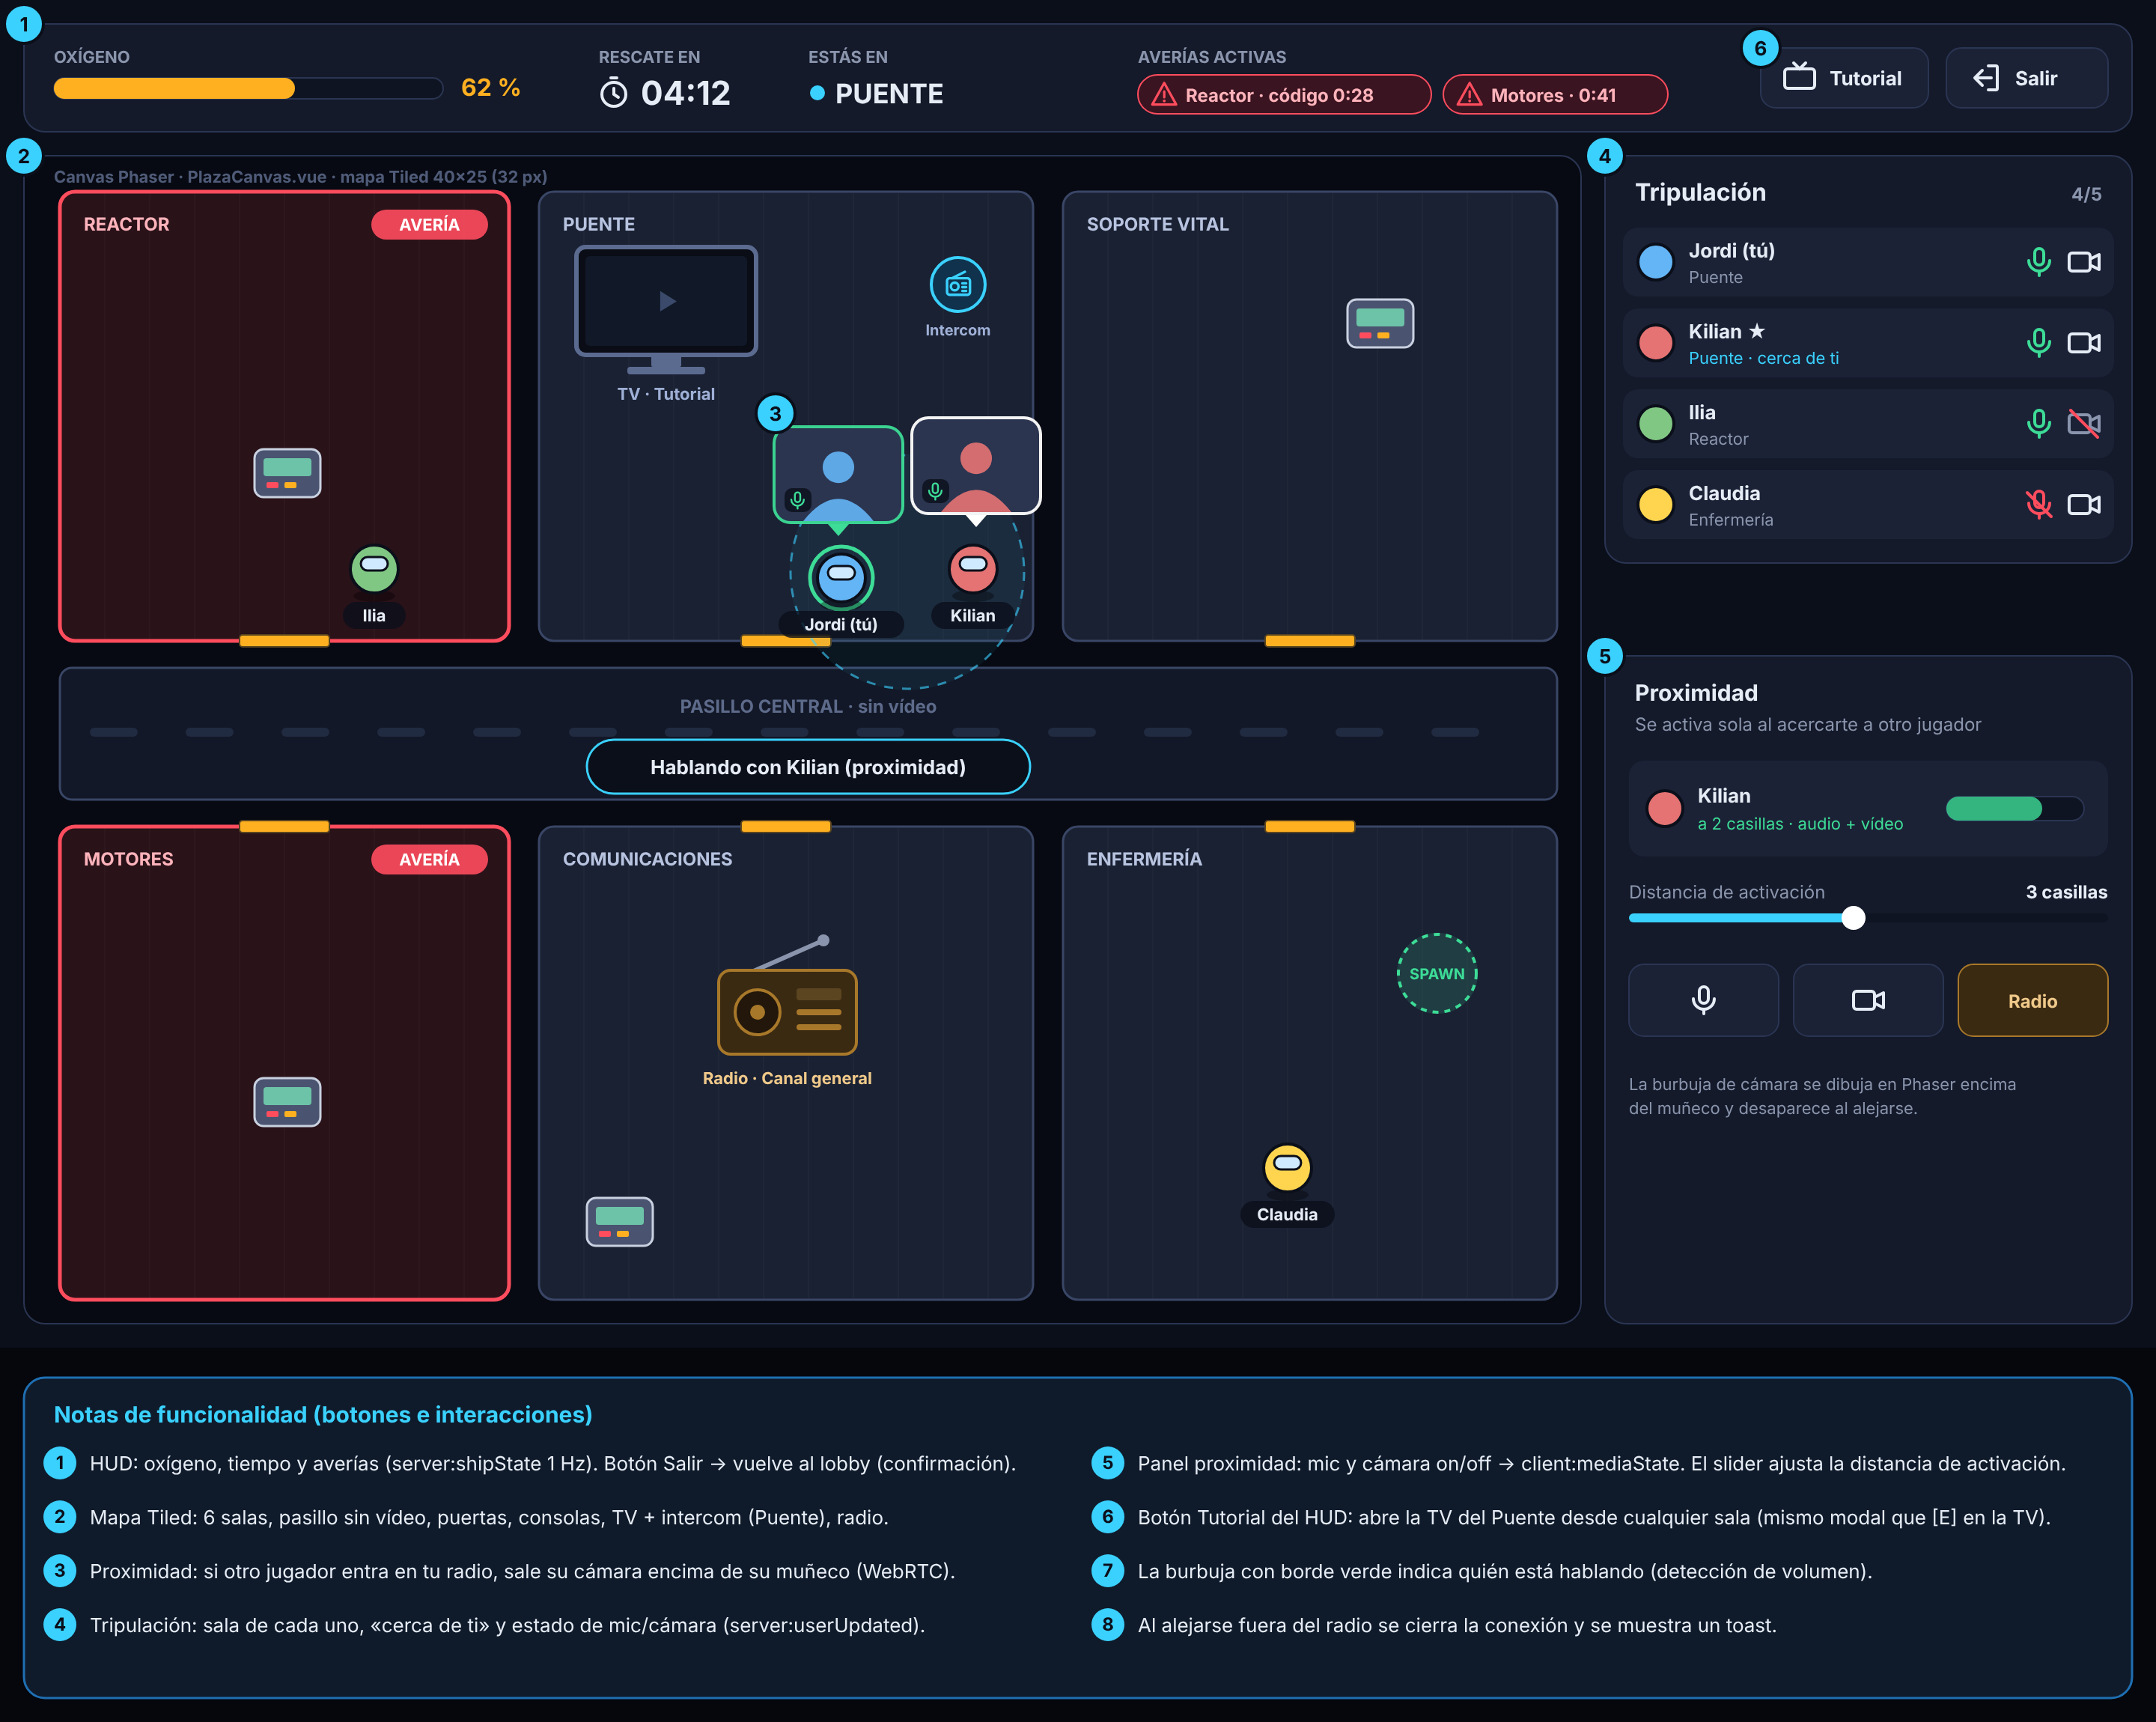 1
OXÍGENO
62 %
RESCATE EN
04:12
ESTÁS EN
PUENTE
AVERÍAS ACTIVAS
Reactor · código 0:28
Motores · 0:41
6
Tutorial
Salir
2
Canvas Phaser · PlazaCanvas.vue · mapa Tiled 40×25 (32 px)
REACTOR
AVERÍA
Ilia
PUENTE
TV · Tutorial
Intercom
3
Jordi (tú)
Kilian
SOPORTE VITAL
PASILLO CENTRAL · sin vídeo
Hablando con Kilian (proximidad)
MOTORES
AVERÍA
COMUNICACIONES
Radio · Canal general
ENFERMERÍA
SPAWN
Claudia
4
Tripulación
4/5
Jordi (tú)
Puente
Kilian ★
Puente · cerca de ti
Ilia
Reactor
Claudia
Enfermería
5
Proximidad
Se activa sola al acercarte a otro jugador
Kilian
a 2 casillas · audio + vídeo
Distancia de activación
3 casillas
Radio
La burbuja de cámara se dibuja en Phaser encima
del muñeco y desaparece al alejarse.
Notas de funcionalidad (botones e interacciones)
1 HUD: oxígeno, tiempo y averías (server:shipState 1 Hz). Botón Salir → vuelve al lobby (confirmación).
2 Mapa Tiled: 6 salas, pasillo sin vídeo, puertas, consolas, TV + intercom (Puente), radio.
3 Proximidad: si otro jugador entra en tu radio, sale su cámara encima de su muñeco (WebRTC).
4 Tripulación: sala de cada uno, «cerca de ti» y estado de mic/cámara (server:userUpdated).
5 Panel proximidad: mic y cámara on/off → client:mediaState. El slider ajusta la distancia de activación.
6 Botón Tutorial del HUD: abre la TV del Puente desde cualquier sala (mismo modal que [E] en la TV).
7 La burbuja con borde verde indica quién está hablando (detección de volumen).
8 Al alejarse fuera del radio se cierra la conexión y se muestra un toast.